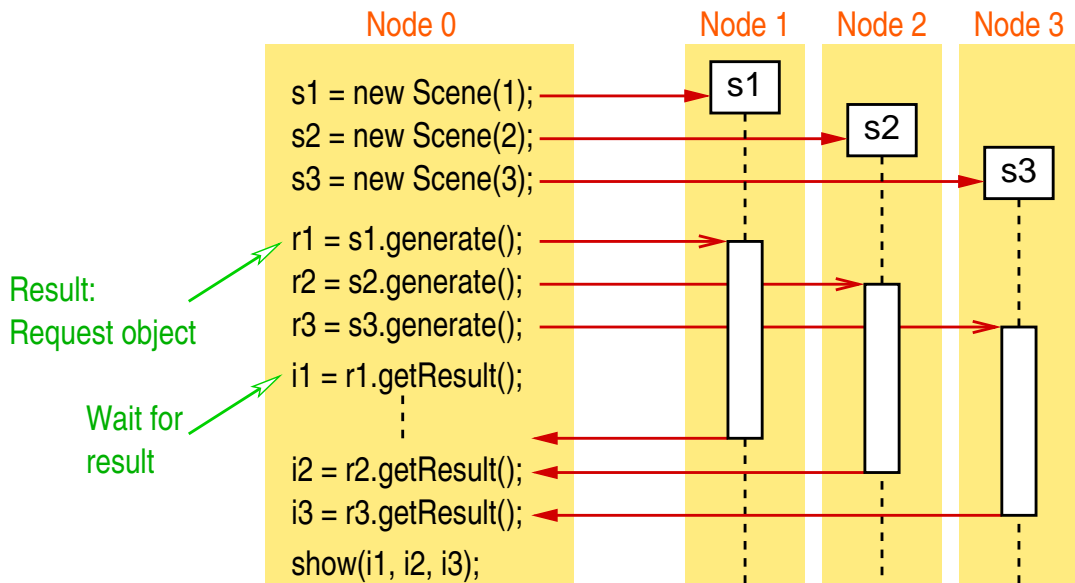 Node 0
Node 1
Node 2
Node 3
s1 = new Scene(1);
s2 = new Scene(2);
s3 = new Scene(3);
s1
s2
s3
r1 = s1.generate();
r2 = s2.generate();
r3 = s3.generate();
Result:
Request object
i1 = r1.getResult();
Wait for
result
i2 = r2.getResult();
i3 = r3.getResult();
show(i1, i2, i3);